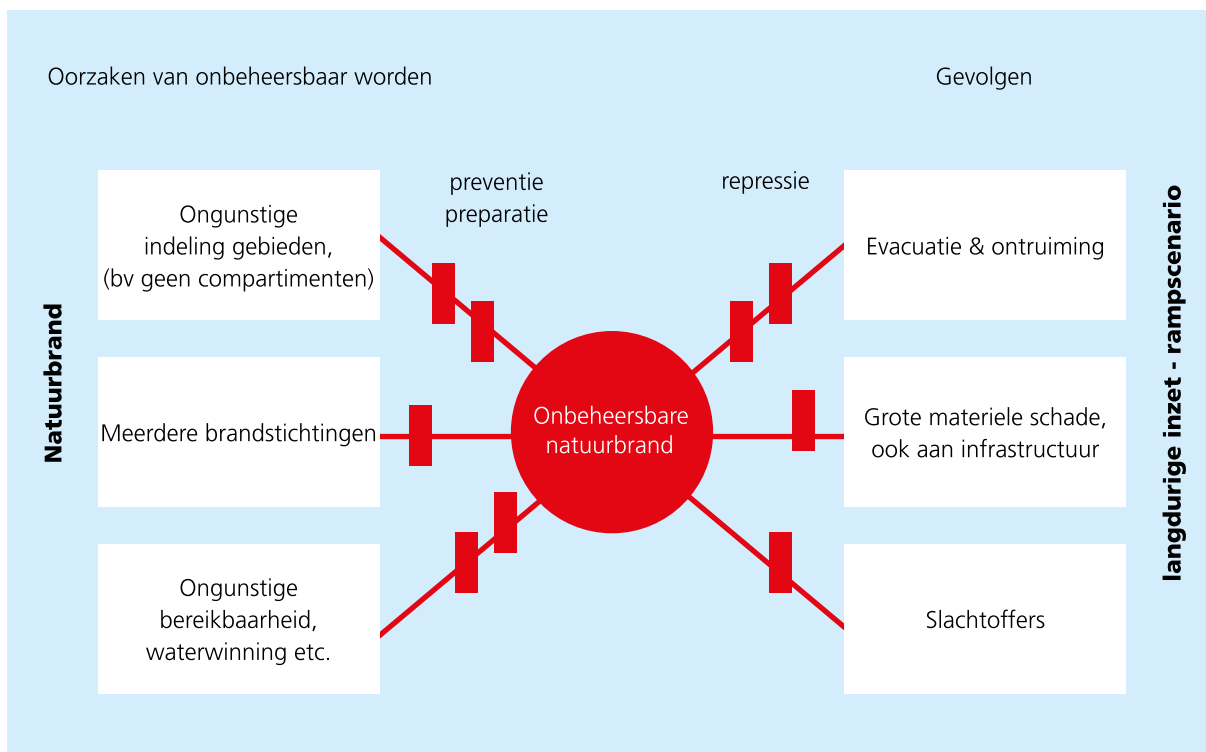 Oorzaken van onbeheersbaar worden
Gevolgen
Natuurbrand
Ongunstige
indeling gebieden,
(bv geen compartimenten)
Meerdere brandstichtingen
Ongunstige
bereikbaarheid,
waterwinning etc.
preventie
preparatie
Onbeheersbare
natuurbrand
repressie
Evacuatie & ontruiming
Grote materiele schade,
ook aan infrastructuur
Slachtoffers
langdurige inzet - rampscenario